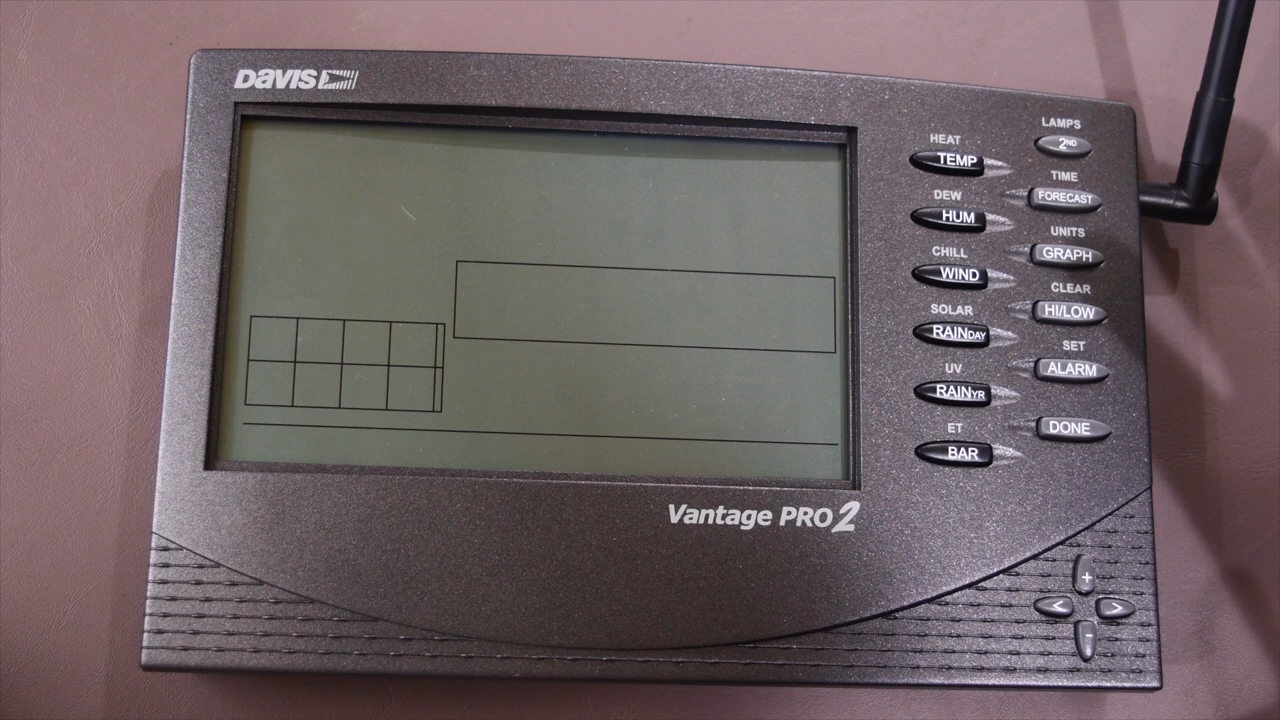 DAVIS
LAMPS
HEAT
2ND
TEMP
TIME
DEW
FORECAST
HUM
UNITS
CHILL
GRAPH
WIND
CLEAR
SOLAR
HI/LOW
RAINDAY
SET
UV
ALARM
RAINYR
ET
DONE
BAR
Vantage PRO2
+
< >
-